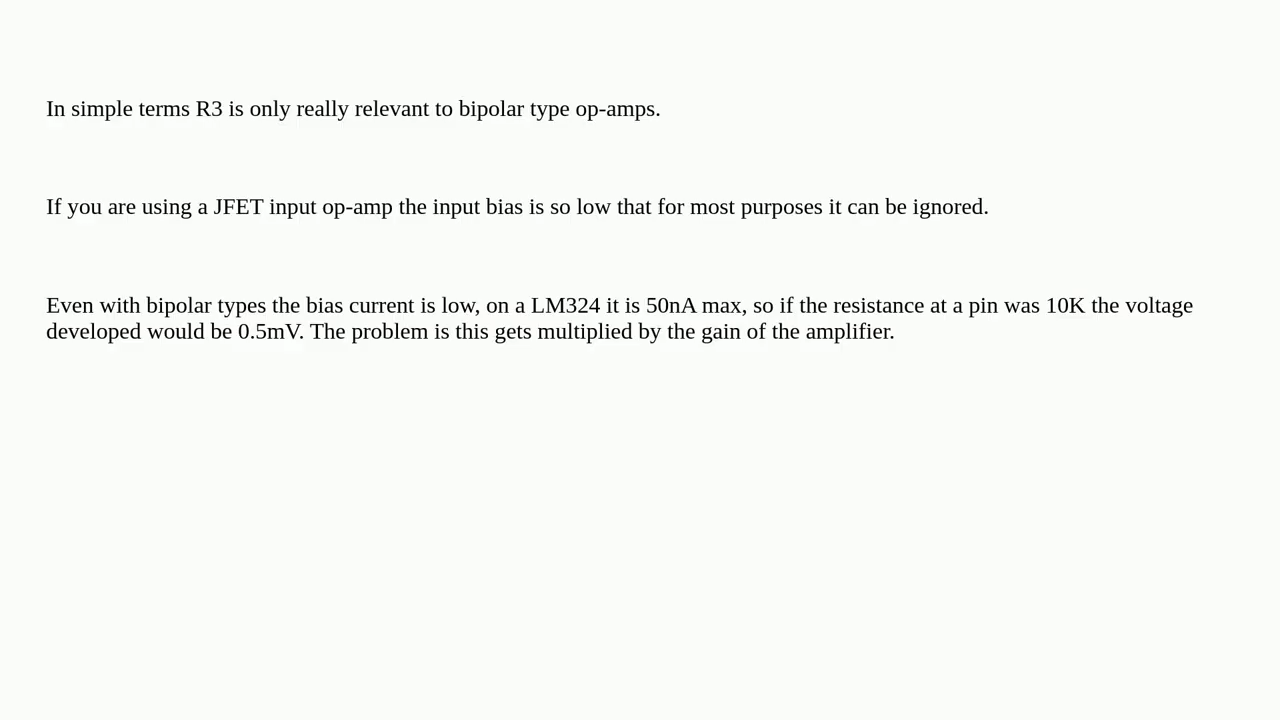 In simple terms R3 is only really relevant to bipolar type op-amps.
If you are using a JFET input op-amp the input bias is so low that for most purposes it can be ignored.
Even with bipolar types the bias current is low, on a LM324 it is 50nA max, so if the resistance at a pin was 10K the voltage
developed would be 0.5mV. The problem is this gets multiplied by the gain of the amplifier.